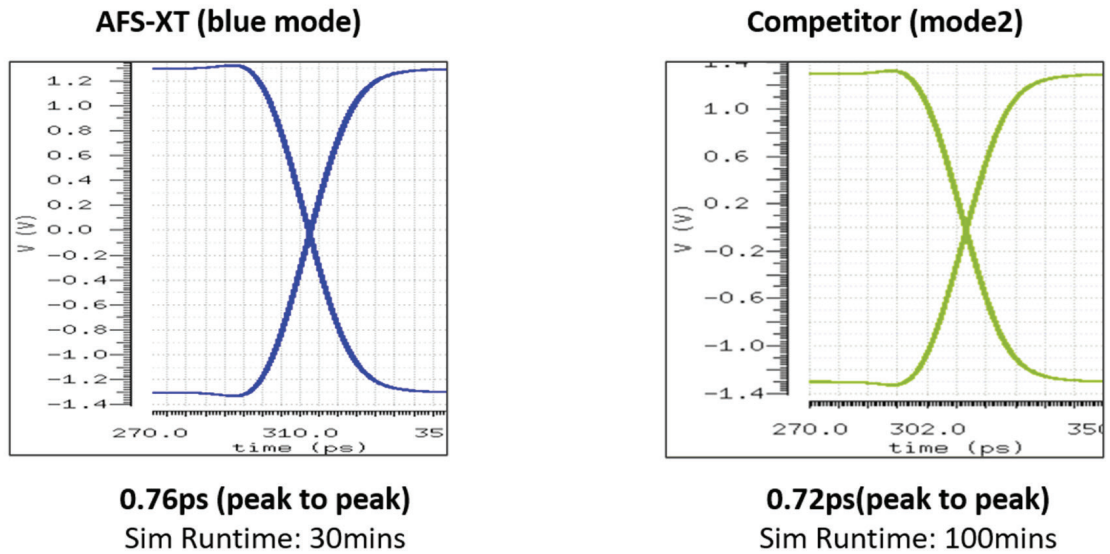 AFS-XT (blue mode)
1.2
1.0
0.8
0.6
0.4
0.2
0.0
-0.2
-0.4
-0.6
-0.8
-1.0
-1.2
-1.4
V (V)
270.0 310.0 35
time (ps)
0.76ps (peak to peak)
Sim Runtime: 30mins
Competitor (mode2)
1.4
1.0
0.6
0.2
-0.2
-0.6
-1.0
-1.4
V (V)
270.0 302.0 350
time (ps)
0.72ps(peak to peak)
Sim Runtime: 100mins